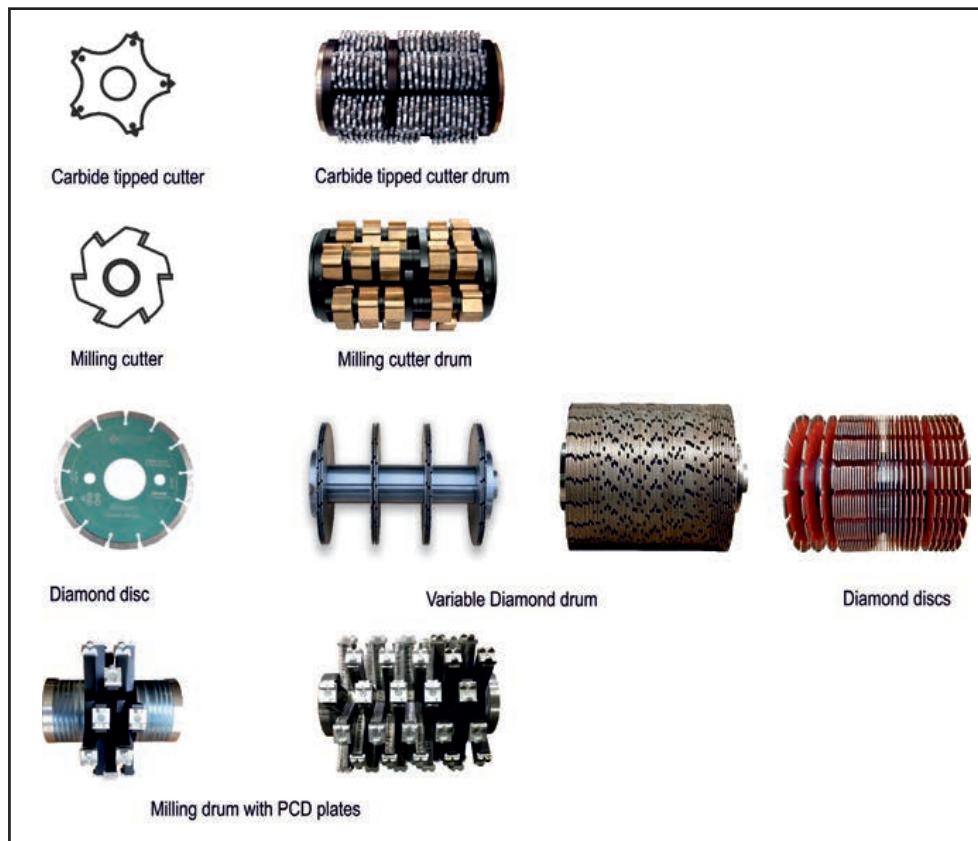 Carbide tipped cutter
Carbide tipped cutter drum
Milling cutter
Milling cutter drum
Diamond disc
Variable Diamond drum
Diamond discs
Milling drum with PCD plates